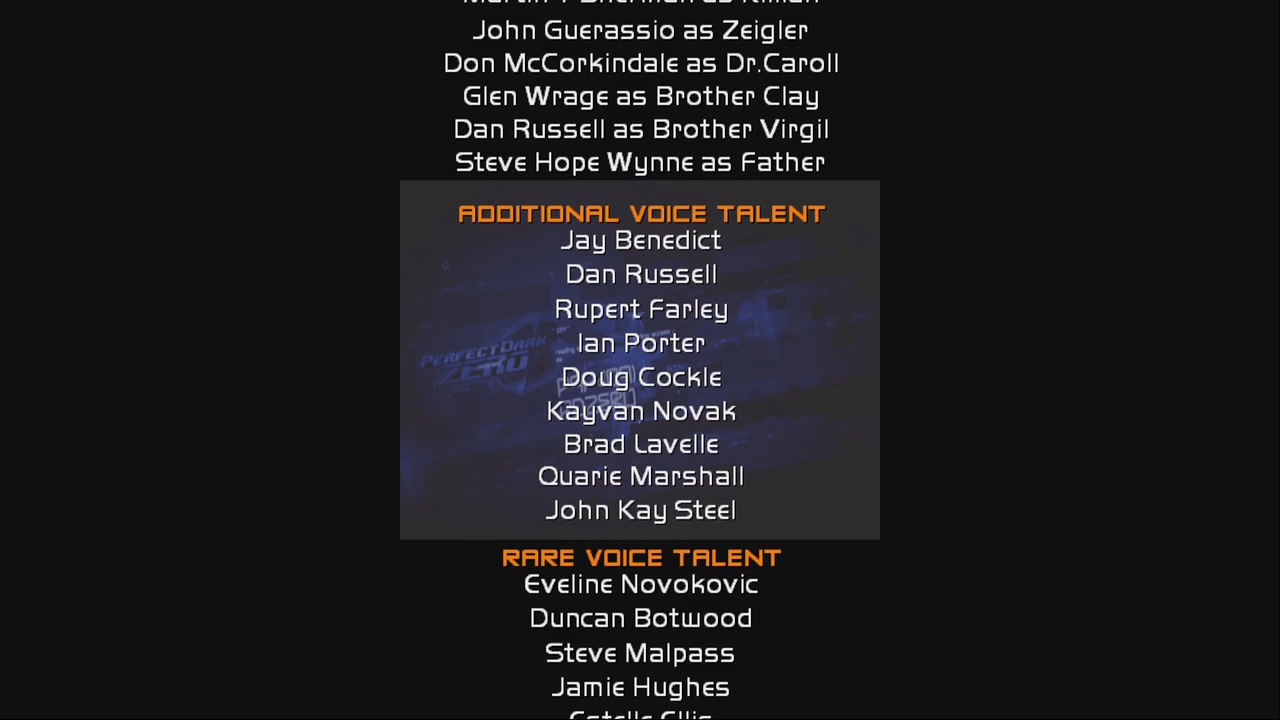 John Guerassio as Zeigler
Don McCorkindale as Dr.Caroll
Glen Wrage as Brother Clay
Dan Russell as Brother Virgil
Steve Hope Wynne as Father
ADDITIONAL VOICE TALENT
Jay Benedict
Dan Russell
Rupert Farley
Ian Porter
PERFECT DARK
ZERO
Doug Cockle
Kayvan Novak
Brad Lavelle
Quarie Marshall
John Kay Steel
RARE VOICE TALENT
Eveline Novokovic
Duncan Botwood
Steve Malpass
Jamie Hughes